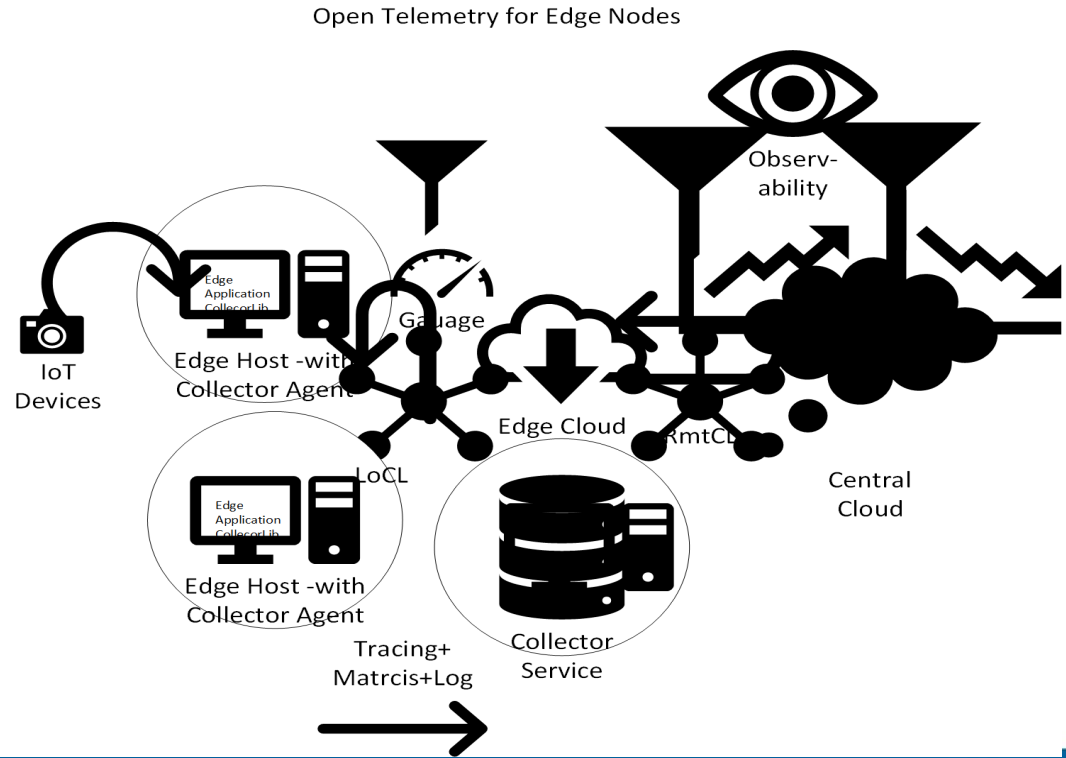 Open Telemetry for Edge Nodes
Observ-
ability
Edge
Application
CollecorLib
Gauage
Edge Host -with
Collector Agent
IoT
Devices
Edge Cloud
RmtCL
LoCL
Central
Cloud
Edge
Application
CollecorLib
Edge Host -with
Collector Agent
Collector
Service
Tracing+
Matrcis+Log